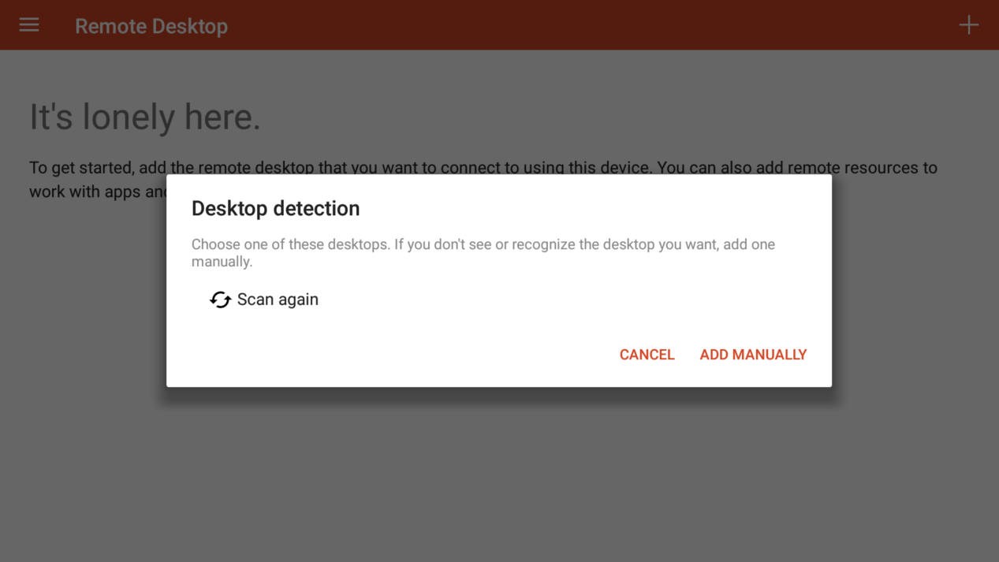 Remote Desktop
It's lonely here.
To get started, add the remote desktop that you want to connect to using this device. You can also add remote resources to
work with apps and
Desktop detection
Choose one of these desktops. If you don't see or recognize the desktop you want, add one
manually.
Scan again
CANCEL ADD MANUALLY